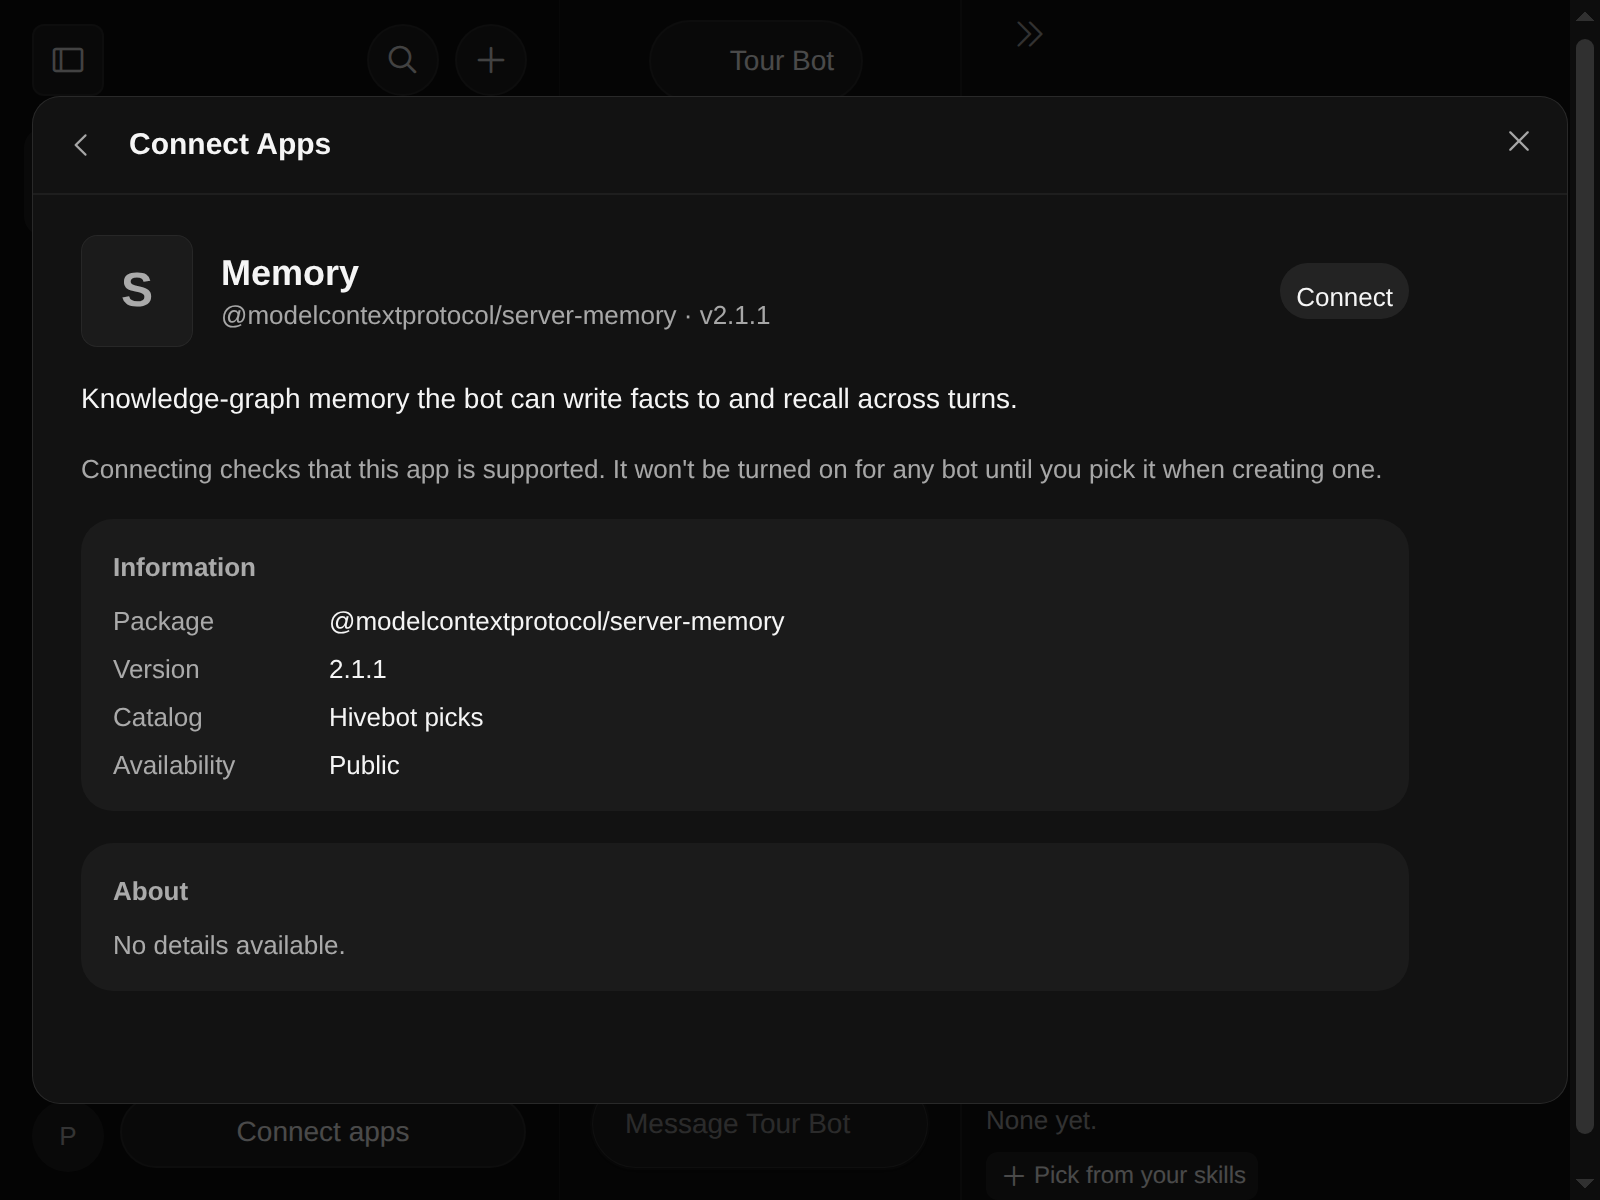 Tour Bot
Connect Apps
S
Memory
@modelcontextprotocol/server-memory · v2.1.1
Connect
Knowledge-graph memory the bot can write facts to and recall across turns.
Connecting checks that this app is supported. It won't be turned on for any bot until you pick it when creating one.
Information
Package @modelcontextprotocol/server-memory
Version 2.1.1
Catalog Hivebot picks
Availability Public
About
No details available.
P
Connect apps
Message Tour Bot
None yet.
Pick from your skills